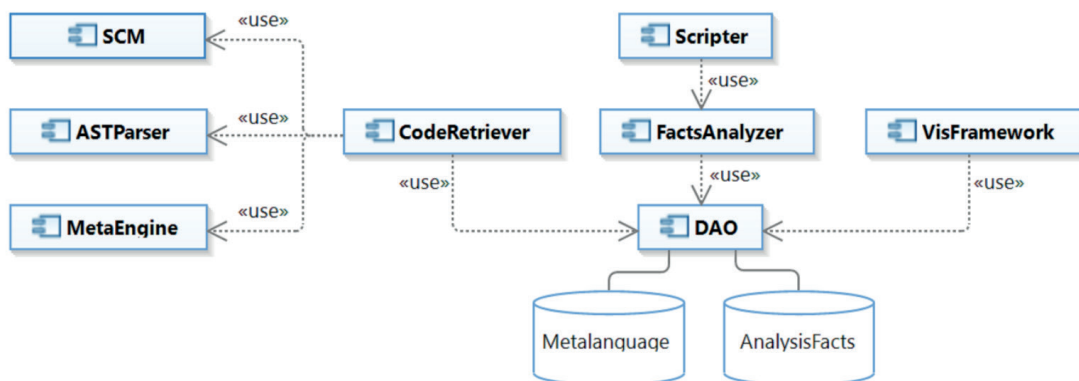 «use»
SCM
Scripter
«use»
«use»
ASTParser
CodeRetriever
FactsAnalyzer
VisFramework
«use»
«use»
«use»
«use»
MetaEngine
DAO
Metalanguage
AnalysisFacts